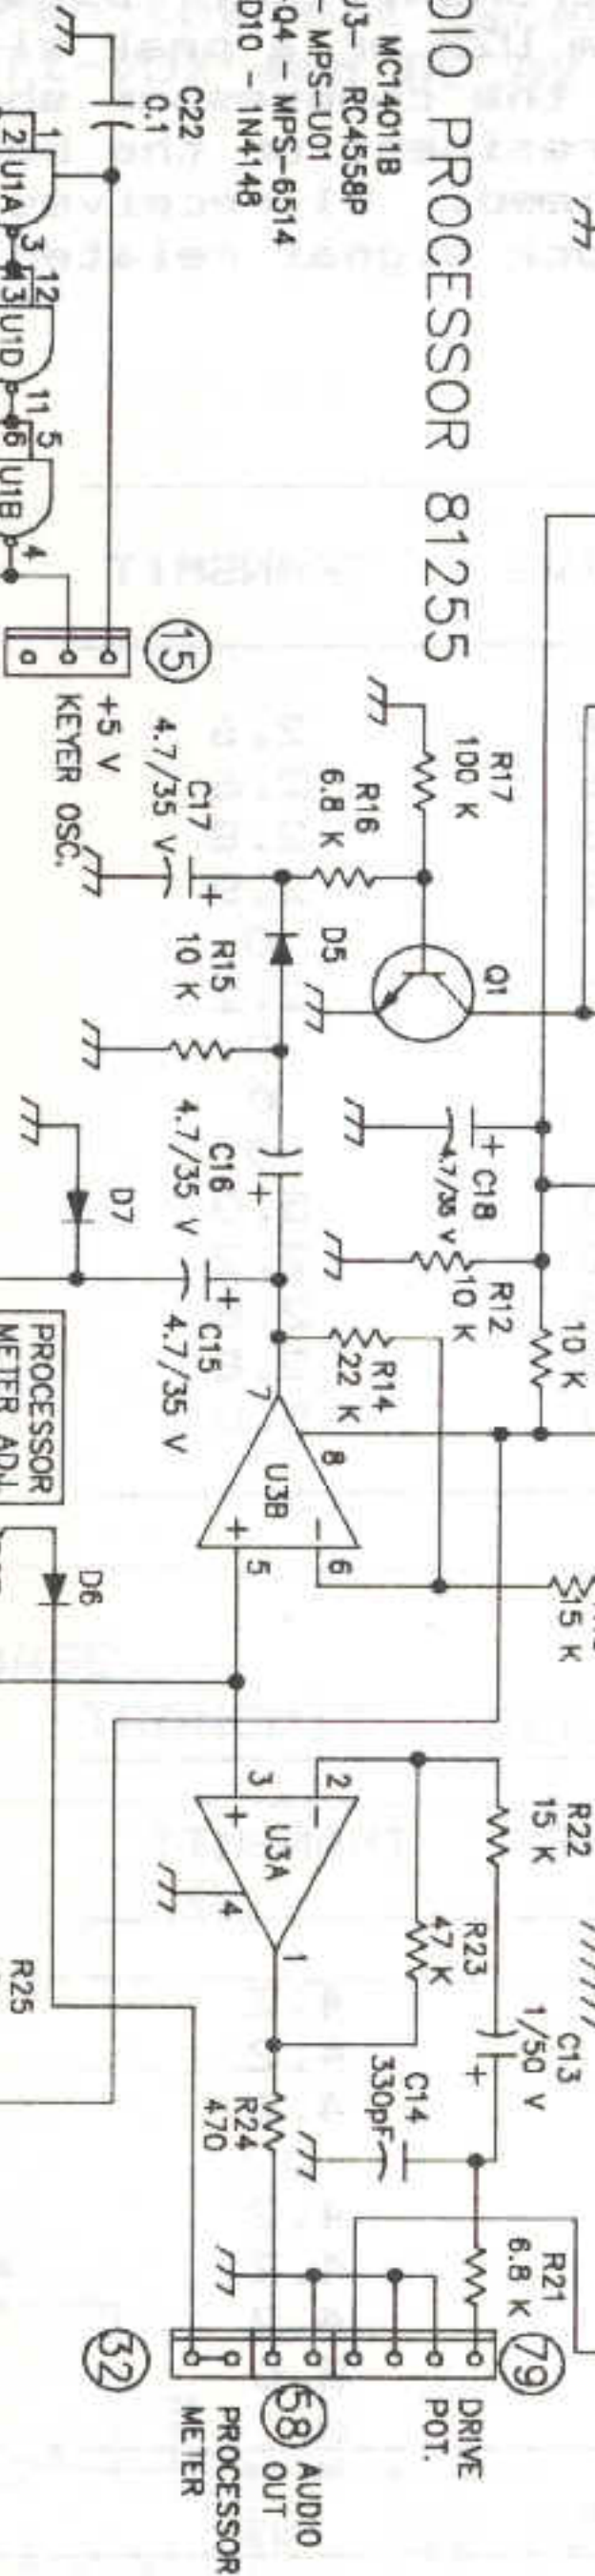 DIO PROCESSOR 81255
MC14011B
U3- RC4558P
- MPS-U01
Q4 - MPS-6514
D10 - IN4148
C22
0.1
1
2
U1A
3
12
13
U1D
11
5
6
U1B
4
15
+5 V
KEYER OSC.
R17
100 K
R16
6.8 K
C17
4.7/35 V
+
D5
R15
10 K
Q1
C18
4.7/35 V
+
R12
10 K
10 K
C16
4.7/35 V
+
D7
C15
4.7/35 V
+
R14
22 K
7
8
U3B
+
-
5
6
15 K
PROCESSOR
METER ADJ.
D6
R22
15 K
2
3
-
+
U3A
4
1
R23
47 K
C13
1/50 V
+
C14
330pF
R24
470
R25
R21
6.8 K
79
DRIVE
POT.
58
AUDIO
OUT
PROCESSOR
METER
32